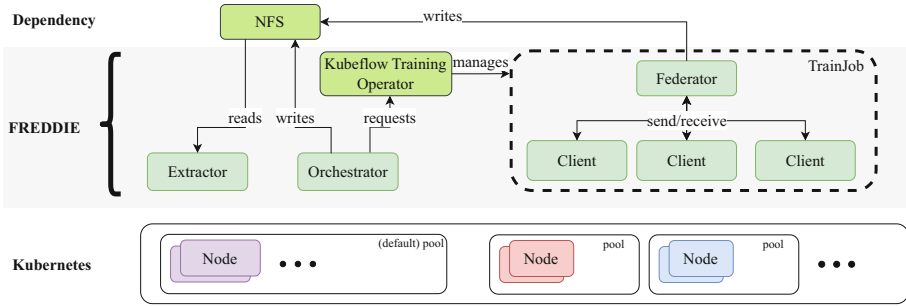 Dependency
NFS
writes
Kubeflow Training
Operator
manages
TrainJob
Federator
FREDDIE
reads
writes
requests
send/receive
Extractor
Orchestrator
Client
Client
Client
Kubernetes
(default) pool
Node
pool
Node
pool
Node